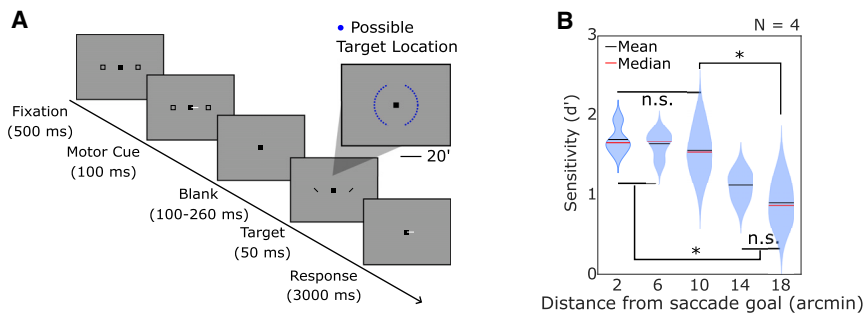 A
Possible
Target Location
Fixation
(500 ms)
Motor Cue
(100 ms)
Blank
(100-260 ms)
Target
(50 ms)
Response
(3000 ms)
20'
B
N = 4
Mean
Median
*
n.s.
n.s.
*
Sensitivity (d')
3
2
1
0
2 6 10 14 18
Distance from saccade goal (arcmin)